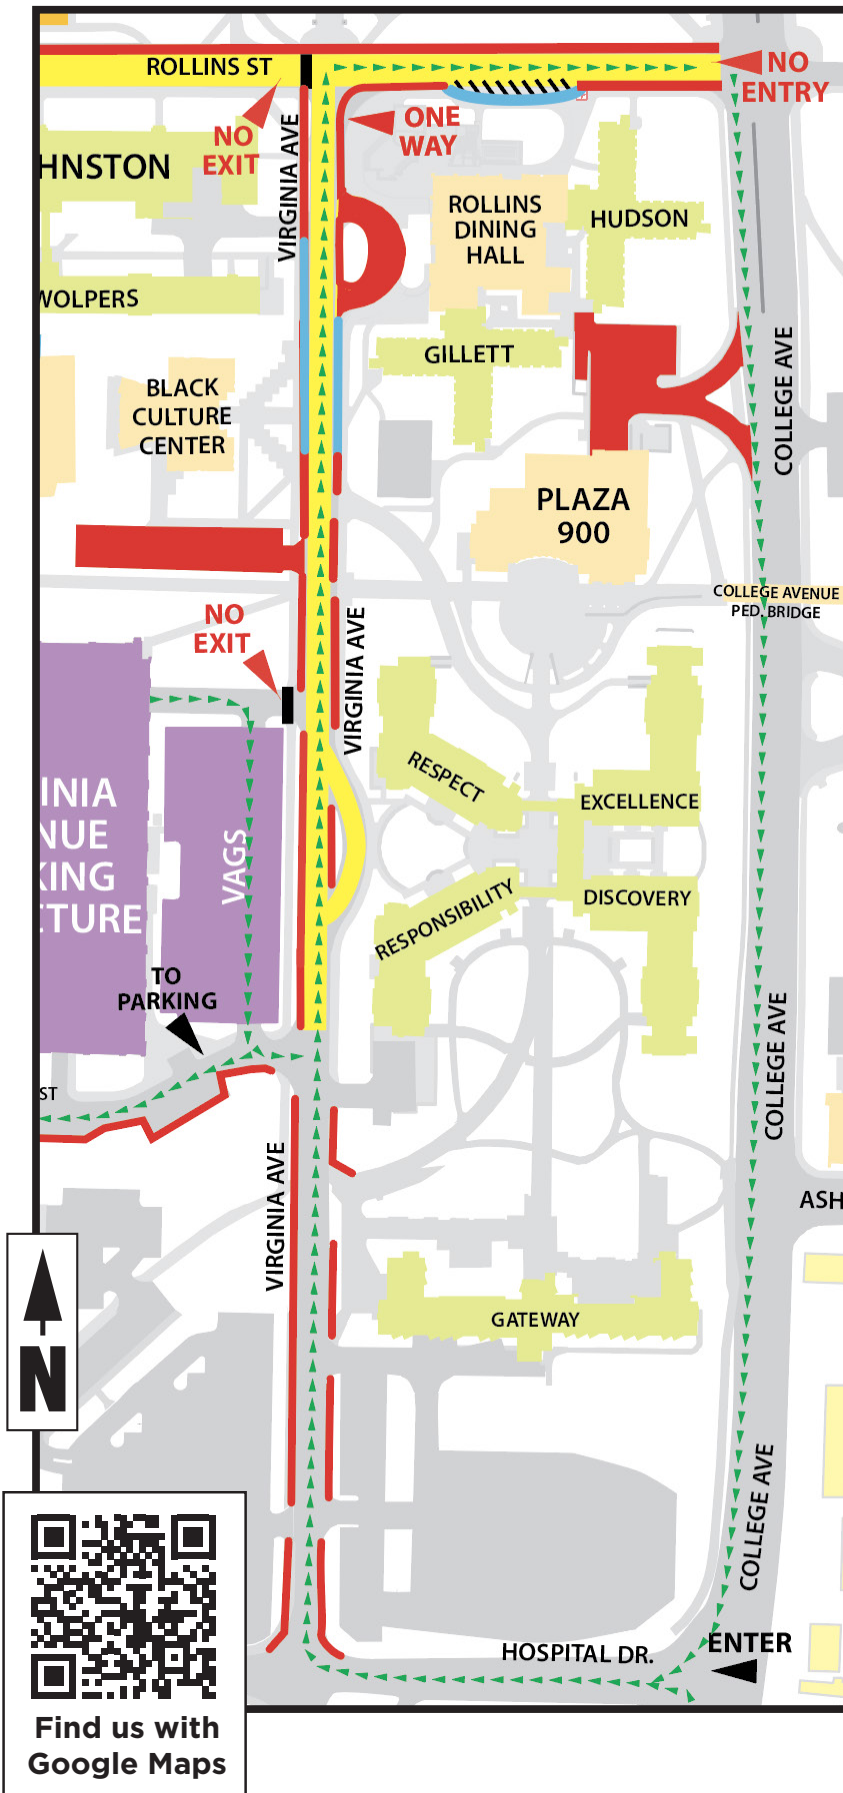 ROLLINS ST
NO
ENTRY
NO
EXIT
VIRGINIA AVE
ONE
WAY
HNSTON
ROLLINS
DINING
HALL
HUDSON
WOLPERS
GILLETT
COLLEGE AVE
BLACK
CULTURE
CENTER
PLAZA
900
COLLEGE AVENUE
PED. BRIDGE
NO
EXIT
VIRGINIA AVE
RESPECT
EXCELLENCE
INIA
NUE
KING
CTURE
VAGS
DISCOVERY
RESPONSIBILITY
TO
PARKING
COLLEGE AVE
ST
VIRGINIA AVE
ASH
GATEWAY
N
COLLEGE AVE
HOSPITAL DR.
ENTER
Find us with
Google Maps